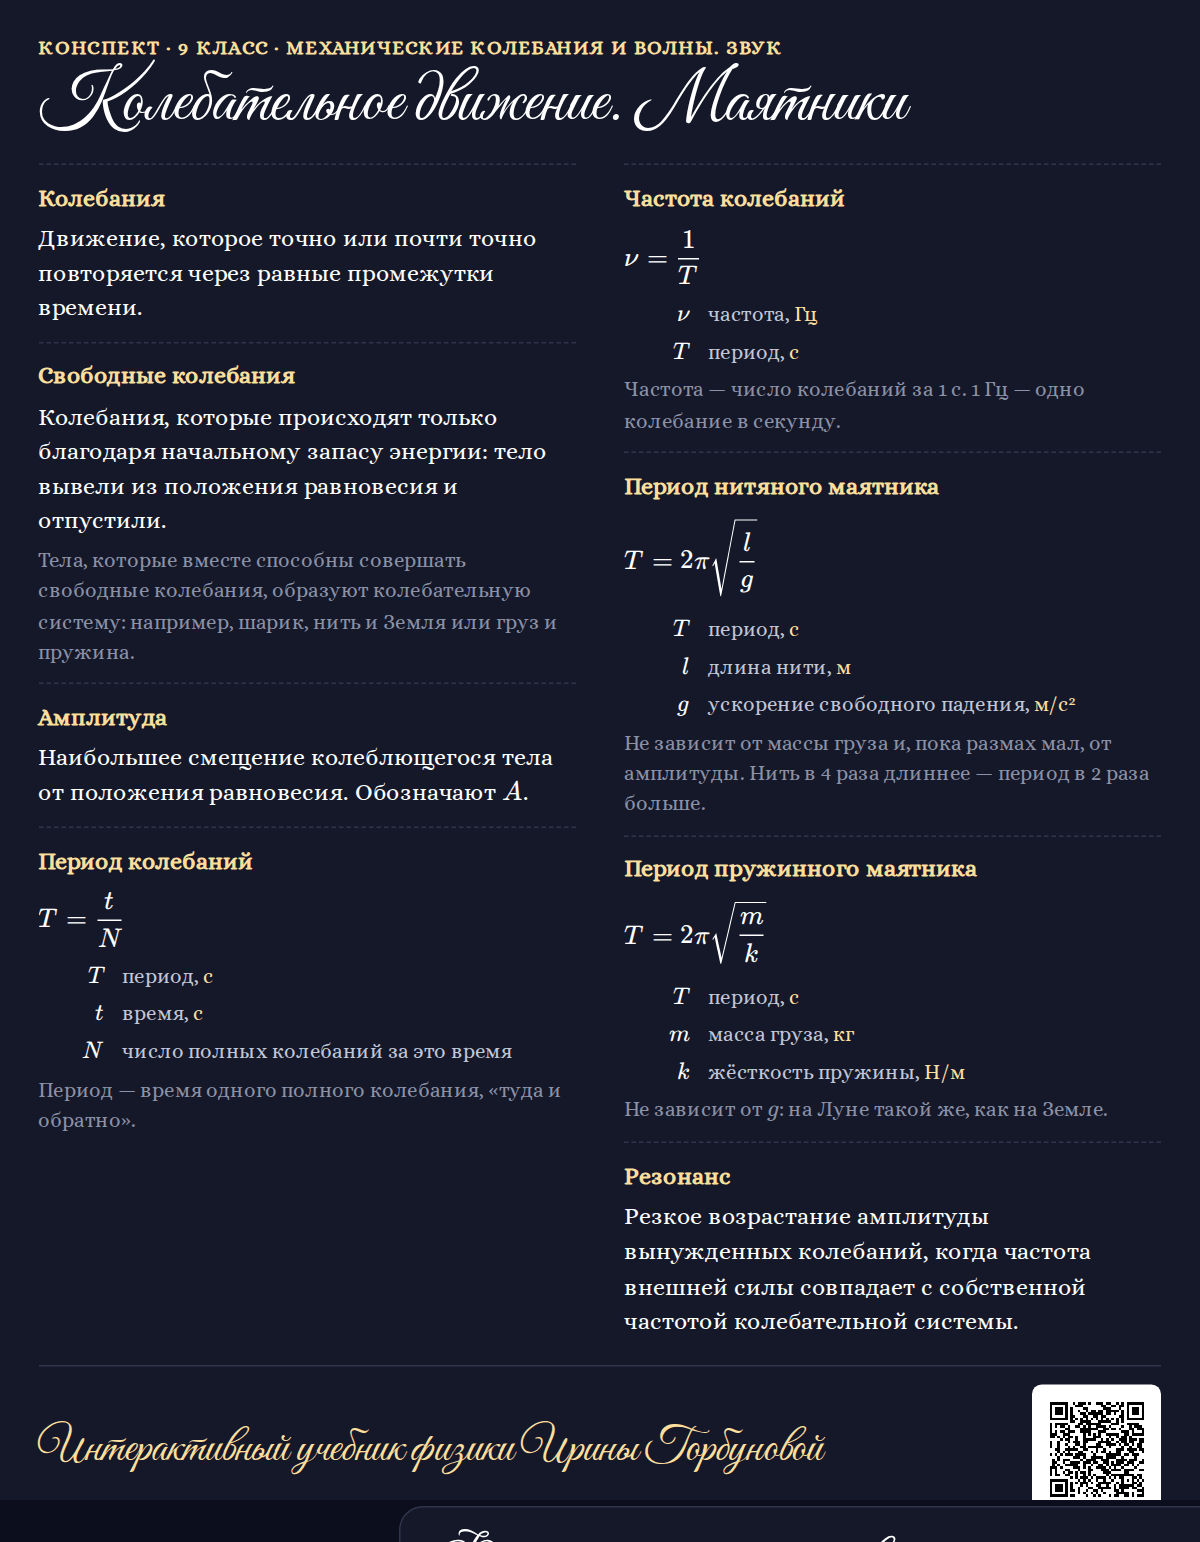 КОНСПЕКТ · 9 КЛАСС · МЕХАНИЧЕСКИЕ КОЛЕБАНИЯ И ВОЛНЫ. ЗВУК
Колебательное движение. Маятники
Колебания
Движение, которое точно или почти точно
повторяется через равные промежутки
времени.
Свободные колебания
Колебания, которые происходят только
благодаря начальному запасу энергии: тело
вывели из положения равновесия и
отпустили.
Тела, которые вместе способны совершать
свободные колебания, образуют колебательную
систему: например, шарик, нить и Земля или груз и
пружина.
Амплитуда
Наибольшее смещение колеблющегося тела
от положения равновесия. Обозначают A.
Период колебаний
T = t/N
T период, с
t время, с
N число полных колебаний за это время
Период — время одного полного колебания, «туда и
обратно».
Частота колебаний
ν = 1/T
ν частота, Гц
T период, с
Частота — число колебаний за 1 с. 1 Гц — одно
колебание в секунду.
Период нитяного маятника
T = 2π√(l/g)
T период, с
l длина нити, м
g ускорение свободного падения, м/с²
Не зависит от массы груза и, пока размах мал, от
амплитуды. Нить в 4 раза длиннее — период в 2 раза
больше.
Период пружинного маятника
T = 2π√(m/k)
T период, с
m масса груза, кг
k жёсткость пружины, Н/м
Не зависит от g: на Луне такой же, как на Земле.
Резонанс
Резкое возрастание амплитуды
вынужденных колебаний, когда частота
внешней силы совпадает с собственной
частотой колебательной системы.
Интерактивный учебник физики Ирины Горбуновой